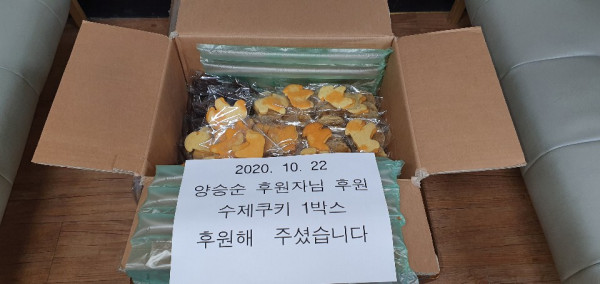 2020. 10. 22
양승순 후원자님 후원
수제쿠키 1박스
후원해 주셨습니다